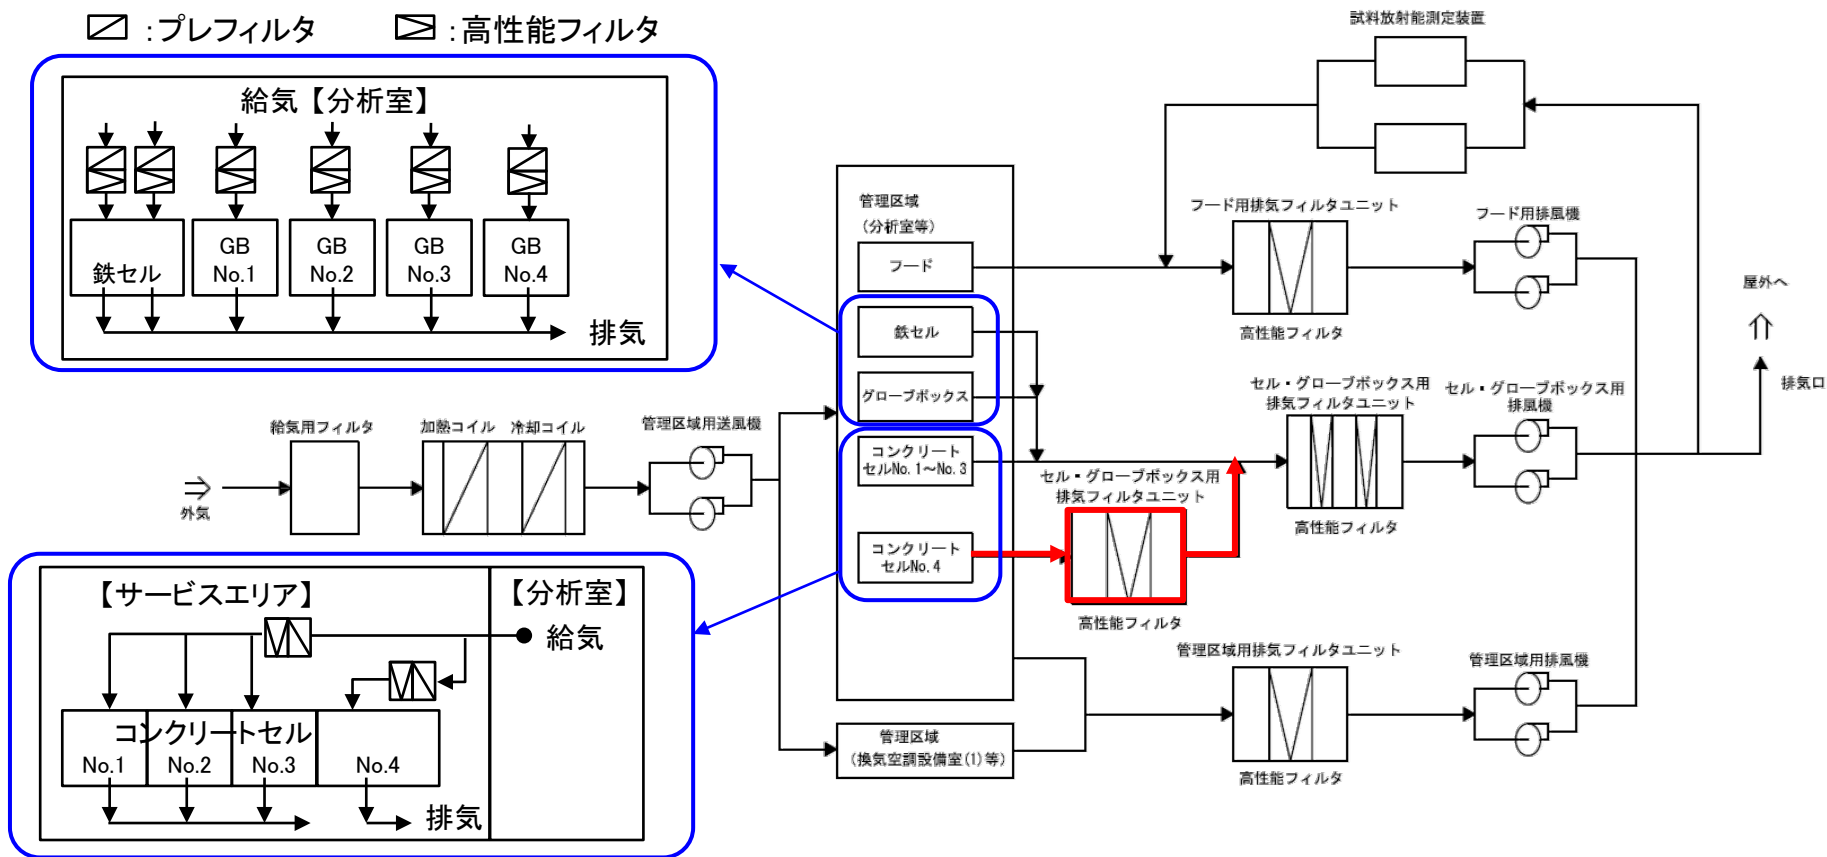 :プレフィルタ
:高性能フィルタ
給気【分析室】
鉄セル
GB
No.1
GB
No.2
GB
No.3
GB
No.4
排気
試料放射能測定装置
管理区域
(分析室等)
フード
鉄セル
グローブボックス
コンクリート
セルNo.1～No.3
コンクリート
セルNo.4
管理区域
(換気空調設備室(1)等)
フード用排気フィルタユニット
高性能フィルタ
フード用排風機
屋外へ
排気口
セル・グローブボックス用
排気フィルタユニット
高性能フィルタ
セル・グローブボックス用
排風機
セル・グローブボックス用
排気フィルタユニット
高性能フィルタ
管理区域用排気フィルタユニット
高性能フィルタ
管理区域用排風機
外気
給気用フィルタ
加熱コイル
冷却コイル
管理区域用送風機
【サービスエリア】
【分析室】
給気
コンクリートセル
No.1
No.2
No.3
No.4
排気